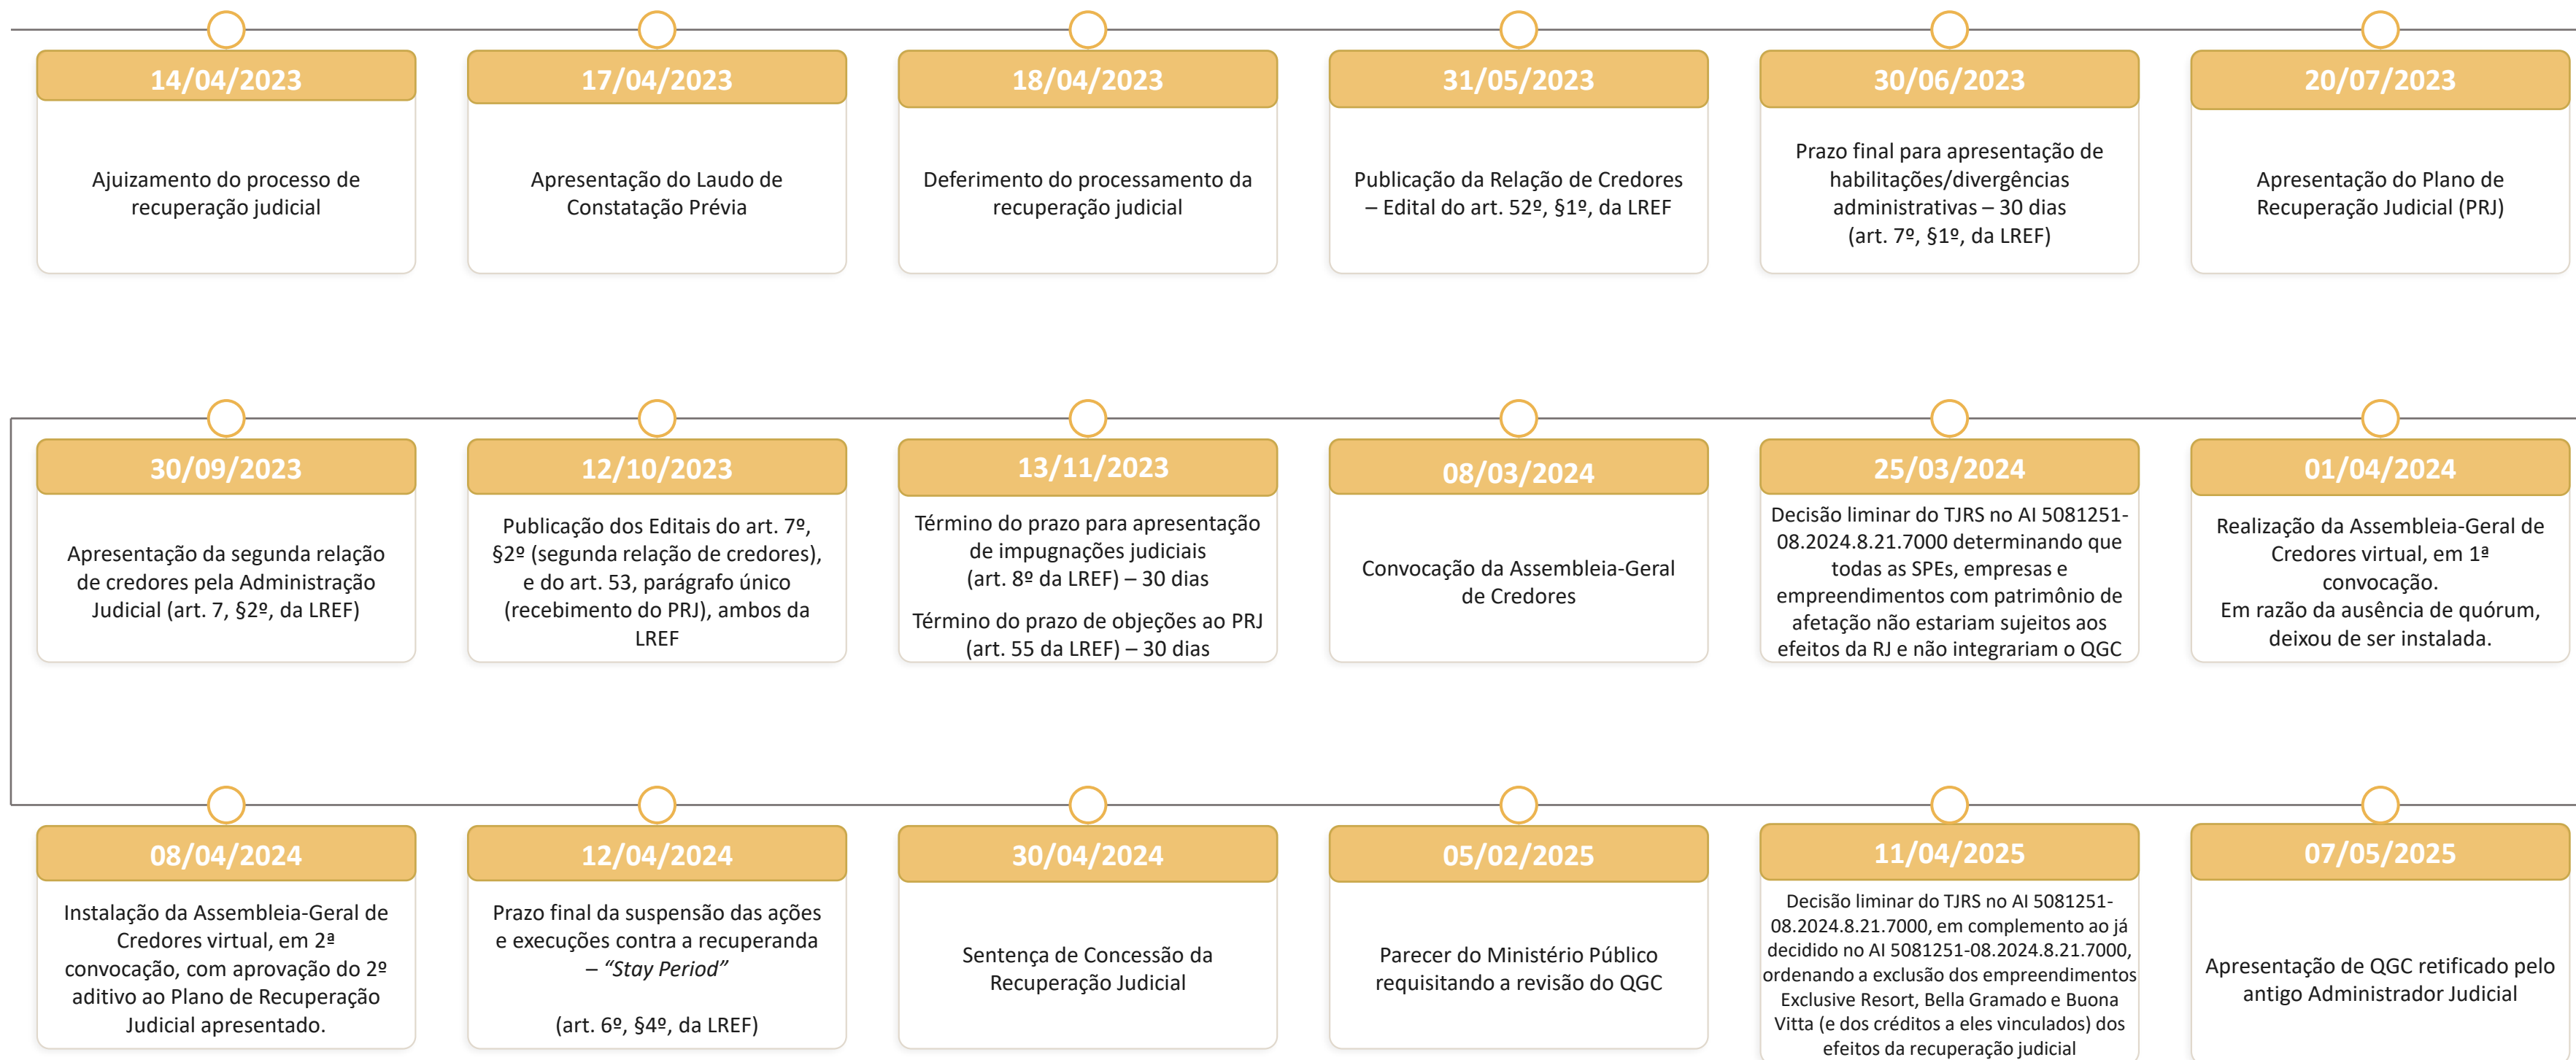 14/04/2023
Ajuizamento do processo de
recuperação judicial
17/04/2023
Apresentação do Laudo de
Constatação Prévia
18/04/2023
Deferimento do processamento da
recuperação judicial
31/05/2023
Publicação da Relação de Credores
– Edital do art. 52º, §1º, da LREF
30/06/2023
Prazo final para apresentação de
habilitações/divergências
administrativas – 30 dias
(art. 7º, §1º, da LREF)
20/07/2023
Apresentação do Plano de
Recuperação Judicial (PRJ)
30/09/2023
Apresentação da segunda relação
de credores pela Administração
Judicial (art. 7, §2º, da LREF)
12/10/2023
Publicação dos Editais do art. 7º,
§2º (segunda relação de credores),
e do art. 53, parágrafo único
(recebimento do PRJ), ambos da
LREF
13/11/2023
Término do prazo para apresentação
de impugnações judiciais
(art. 8º da LREF) – 30 dias
Término do prazo de objeções ao PRJ
(art. 55 da LREF) – 30 dias
08/03/2024
Convocação da Assembleia-Geral
de Credores
25/03/2024
Decisão liminar do TJRS no AI 5081251-
08.2024.8.21.7000 determinando que
todas as SPEs, empresas e
empreendimentos com patrimônio de
afetação não estariam sujeitos aos
efeitos da RJ e não integrariam o QGC
01/04/2024
Realização da Assembleia-Geral de
Credores virtual, em 1ª
convocação.
Em razão da ausência de quórum,
deixou de ser instalada.
08/04/2024
Instalação da Assembleia-Geral de
Credores virtual, em 2ª
convocação, com aprovação do 2º
aditivo ao Plano de Recuperação
Judicial apresentado.
12/04/2024
Prazo final da suspensão das ações
e execuções contra a recuperanda
– “Stay Period”
(art. 6º, §4º, da LREF)
30/04/2024
Sentença de Concessão da
Recuperação Judicial
05/02/2025
Parecer do Ministério Público
requisitando a revisão do QGC
11/04/2025
Decisão liminar do TJRS no AI 5081251-
08.2024.8.21.7000, em complemento ao já
decidido no AI 5081251-08.2024.8.21.7000,
ordenando a exclusão dos empreendimentos
Exclusive Resort, Bella Gramado e Buona
Vitta (e dos créditos a eles vinculados) dos
efeitos da recuperação judicial
07/05/2025
Apresentação de QGC retificado pelo
antigo Administrador Judicial